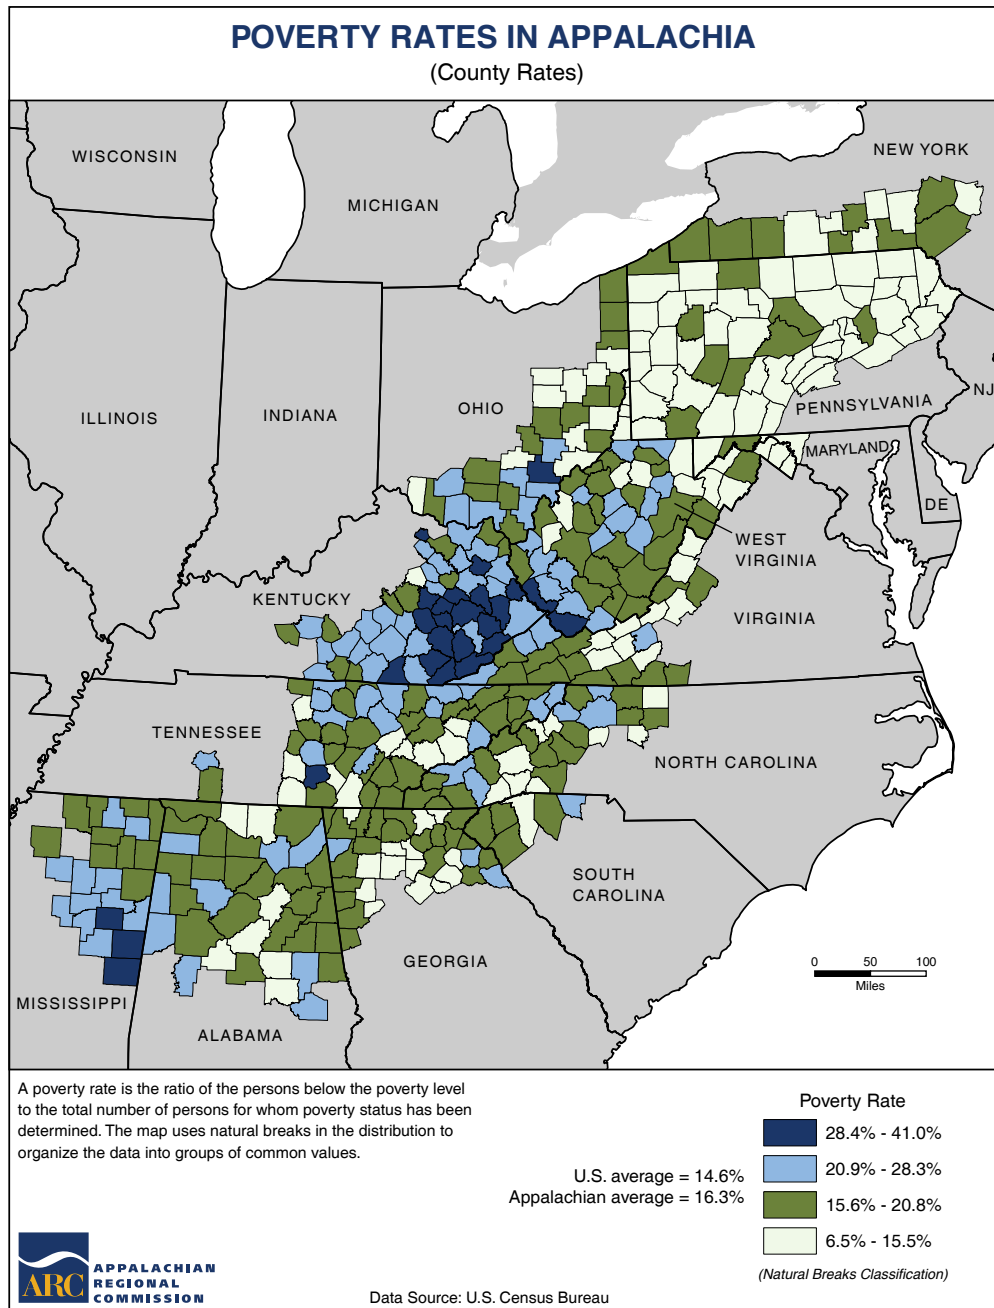 POVERTY RATES IN APPALACHIA
(County Rates)
WISCONSIN
MICHIGAN
NEW YORK
ILLINOIS
INDIANA
OHIO
PENNSYLVANIA
NJ
MARYLAND
DE
WEST
VIRGINIA
KENTUCKY
VIRGINIA
TENNESSEE
NORTH CAROLINA
SOUTH
CAROLINA
GEORGIA
MISSISSIPPI
ALABAMA
0 50 100
Miles
A poverty rate is the ratio of the persons below the poverty level
to the total number of persons for whom poverty status has been
determined. The map uses natural breaks in the distribution to
organize the data into groups of common values.
U.S. average = 14.6%
Appalachian average = 16.3%
Poverty Rate
28.4% - 41.0%
20.9% - 28.3%
15.6% - 20.8%
6.5% - 15.5%
(Natural Breaks Classification)
ARC
APPALACHIAN
REGIONAL
COMMISSION
Data Source: U.S. Census Bureau